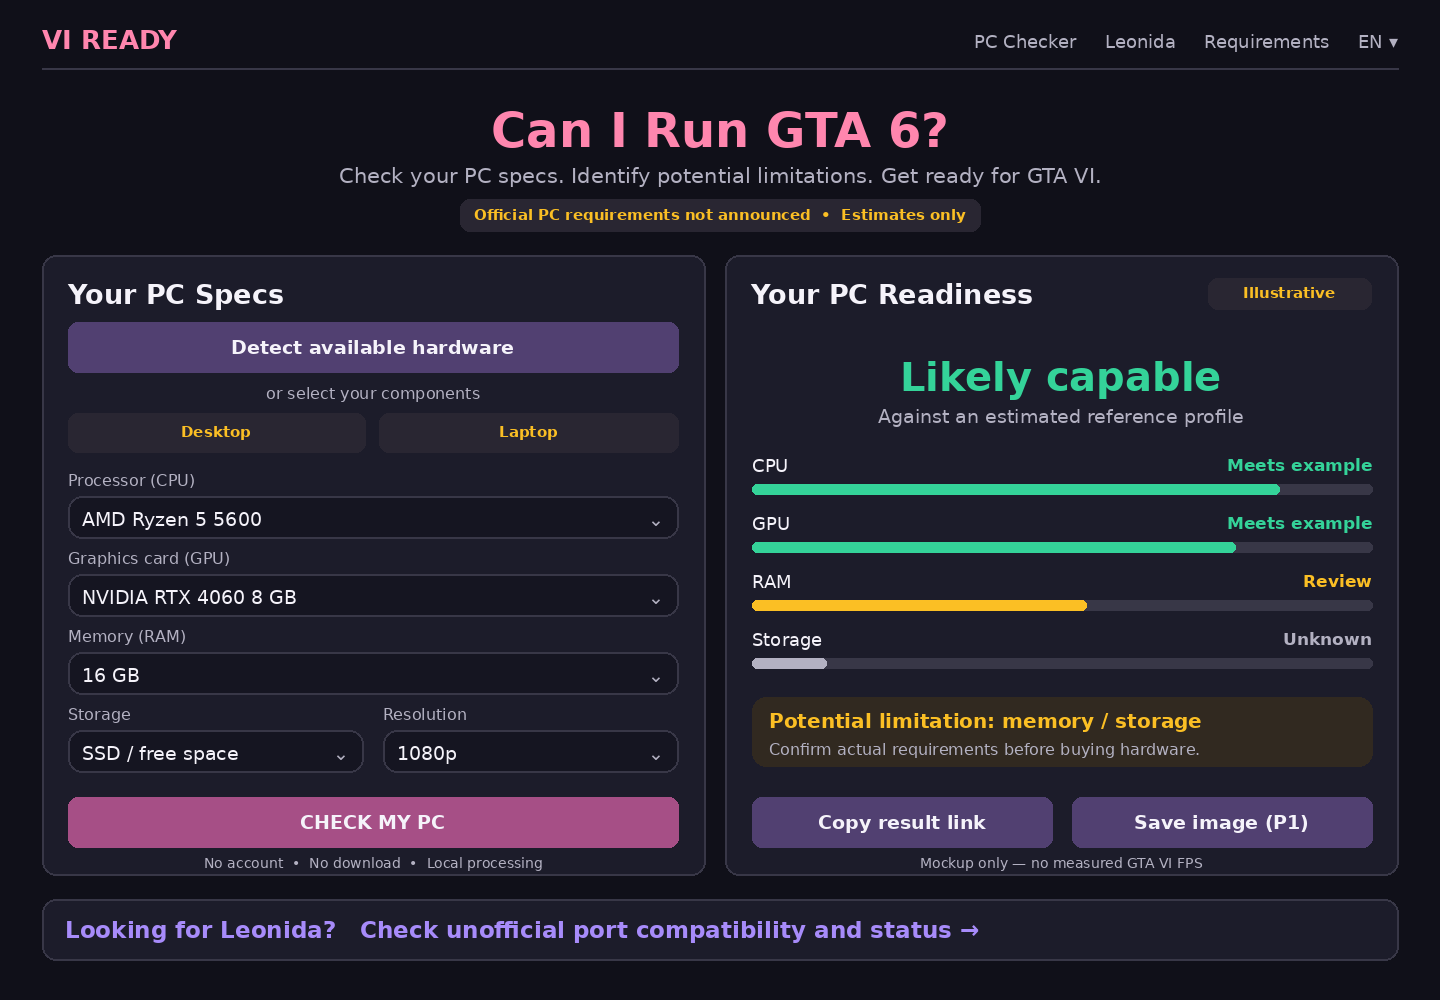 VI READY
PC Checker Leonida Requirements EN ▾
Can I Run GTA 6?
Check your PC specs. Identify potential limitations. Get ready for GTA VI.
Official PC requirements not announced • Estimates only
Your PC Specs
Detect available hardware
or select your components
Desktop Laptop
Processor (CPU)
AMD Ryzen 5 5600
Graphics card (GPU)
NVIDIA RTX 4060 8 GB
Memory (RAM)
16 GB
Storage Resolution
SSD / free space 1080p
CHECK MY PC
No account • No download • Local processing
Your PC Readiness
Illustrative
Likely capable
Against an estimated reference profile
CPU Meets example
GPU Meets example
RAM Review
Storage Unknown
Potential limitation: memory / storage
Confirm actual requirements before buying hardware.
Copy result link Save image (P1)
Mockup only — no measured GTA VI FPS
Looking for Leonida? Check unofficial port compatibility and status →